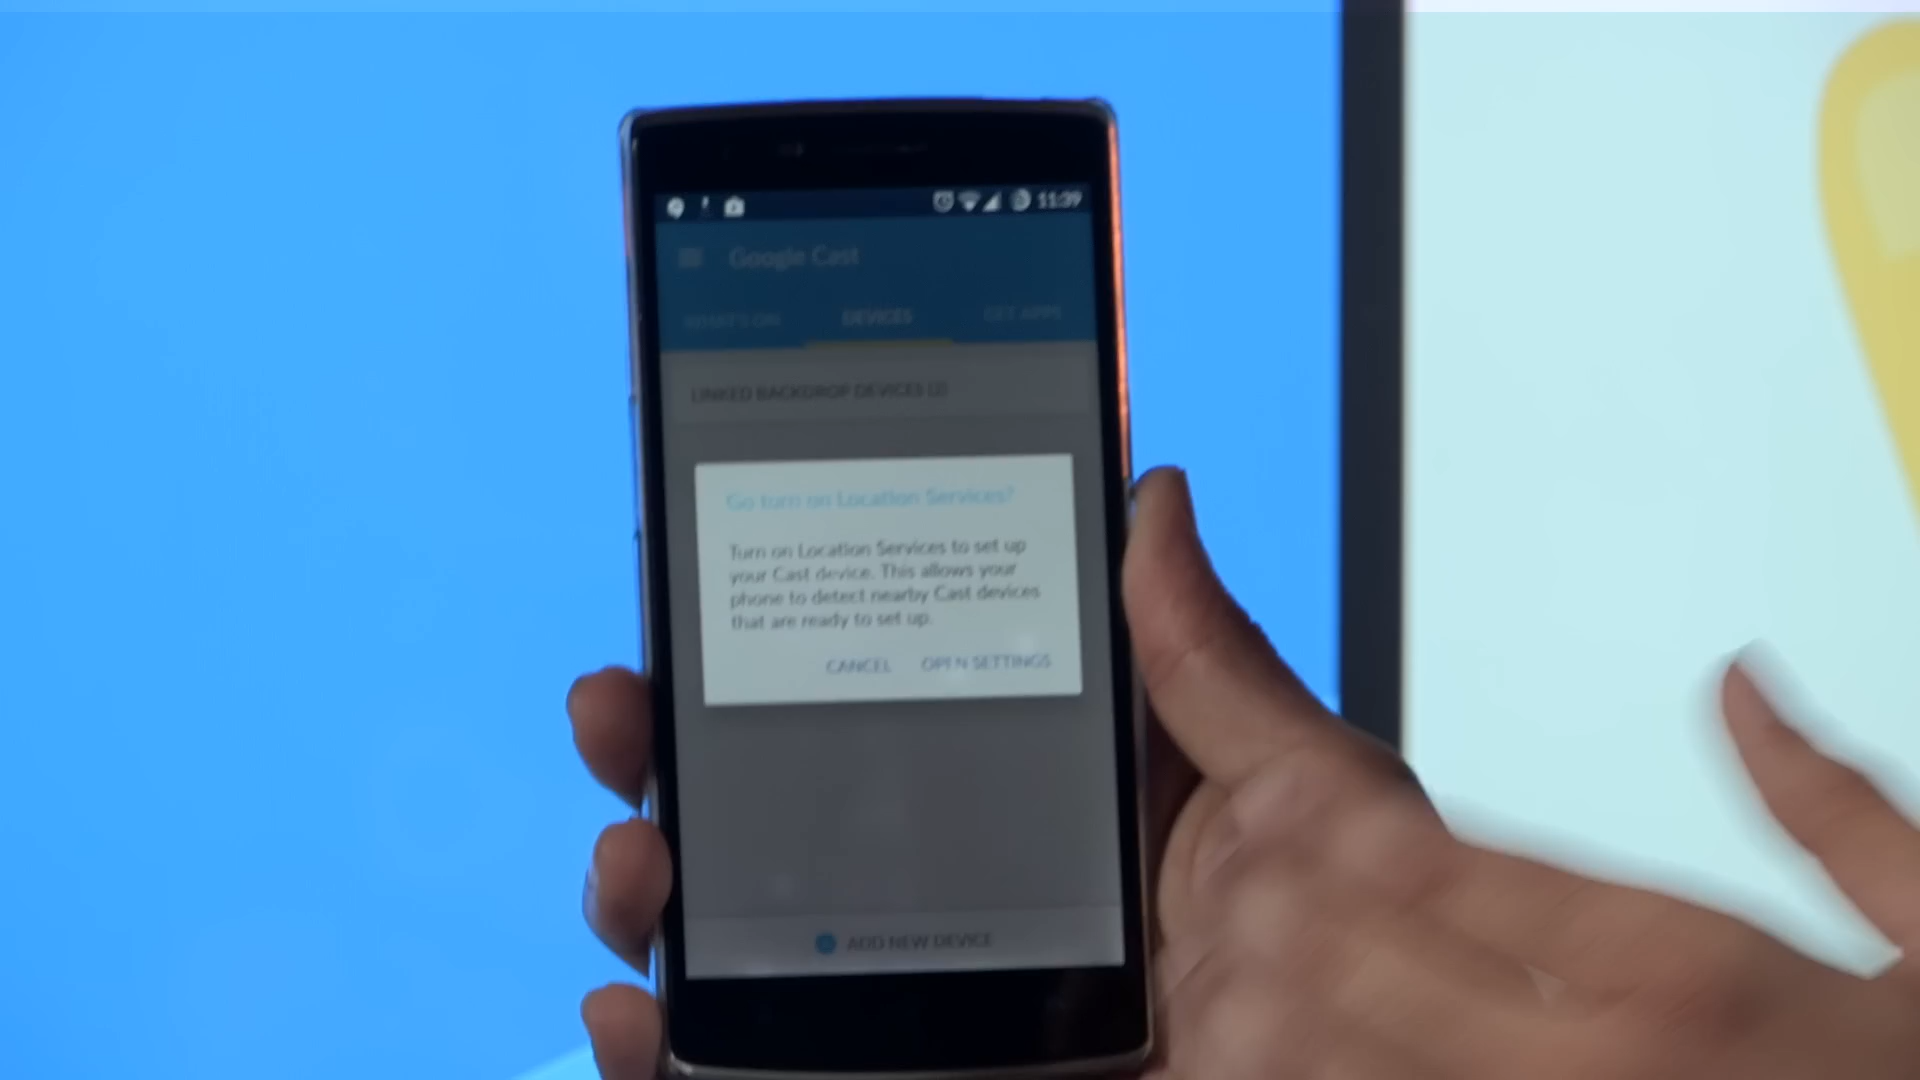 11:39
Google Cast
WHAT'S ON DEVICES GET APPS
LINKED BACKDROP DEVICES (2)
Go turn on Location Services?
Turn on Location Services to set up
your Cast device. This allows your
phone to detect nearby Cast devices
that are ready to set up.
CANCEL OPEN SETTINGS
ADD NEW DEVICE